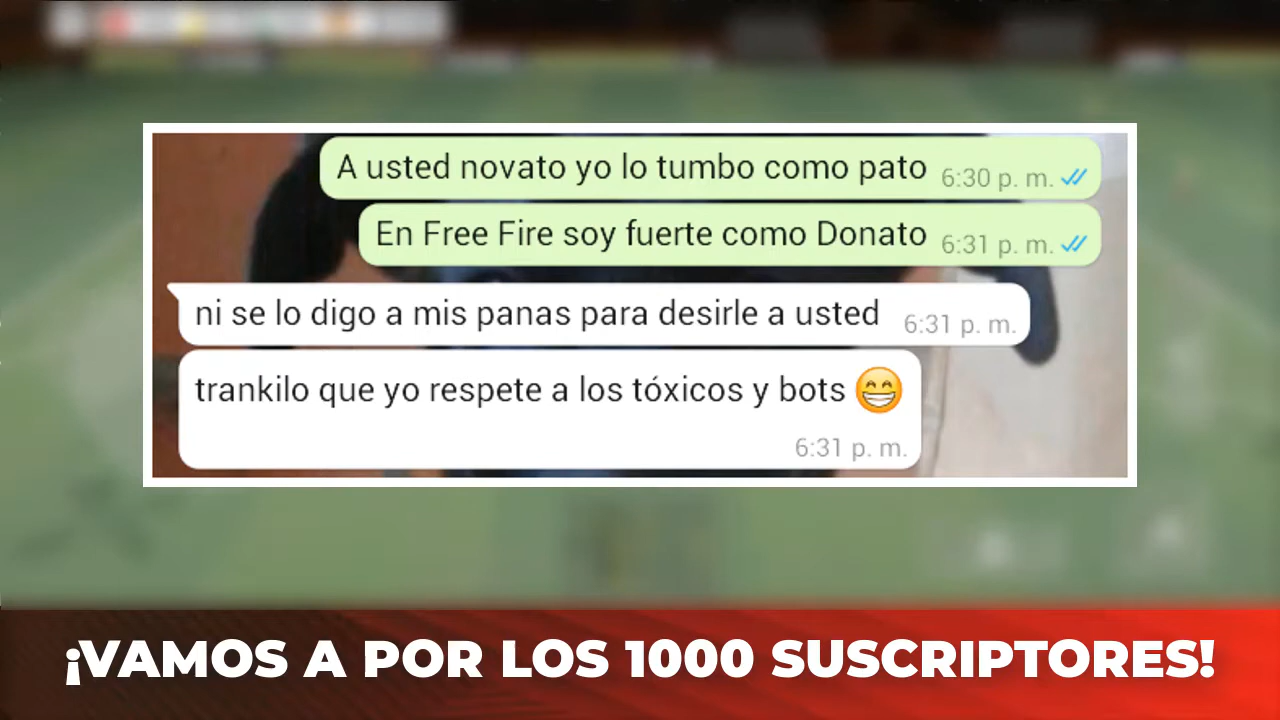 A usted novato yo lo tumbo como pato 6:30 p. m.
En Free Fire soy fuerte como Donato 6:31 p. m.
ni se lo digo a mis panas para desirle a usted 6:31 p. m.
trankilo que yo respete a los tóxicos y bots 😁
6:31 p. m.
¡VAMOS A POR LOS 1000 SUSCRIPTORES!